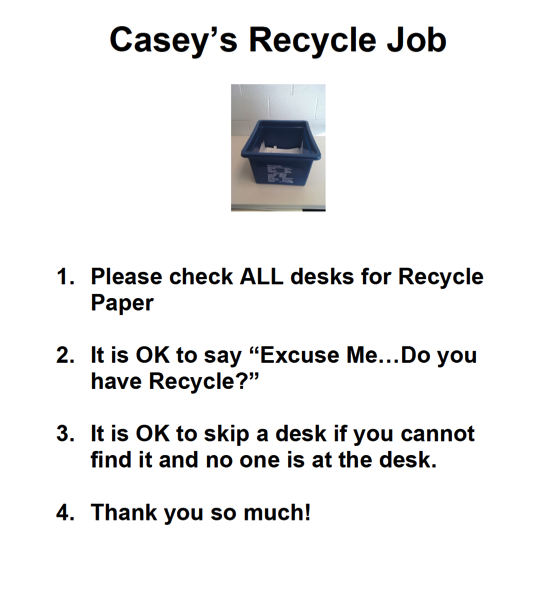 Casey’s Recycle Job
1. Please check ALL desks for Recycle
Paper
2. It is OK to say “Excuse Me…Do you
have Recycle?”
3. It is OK to skip a desk if you cannot
find it and no one is at the desk.
4. Thank you so much!